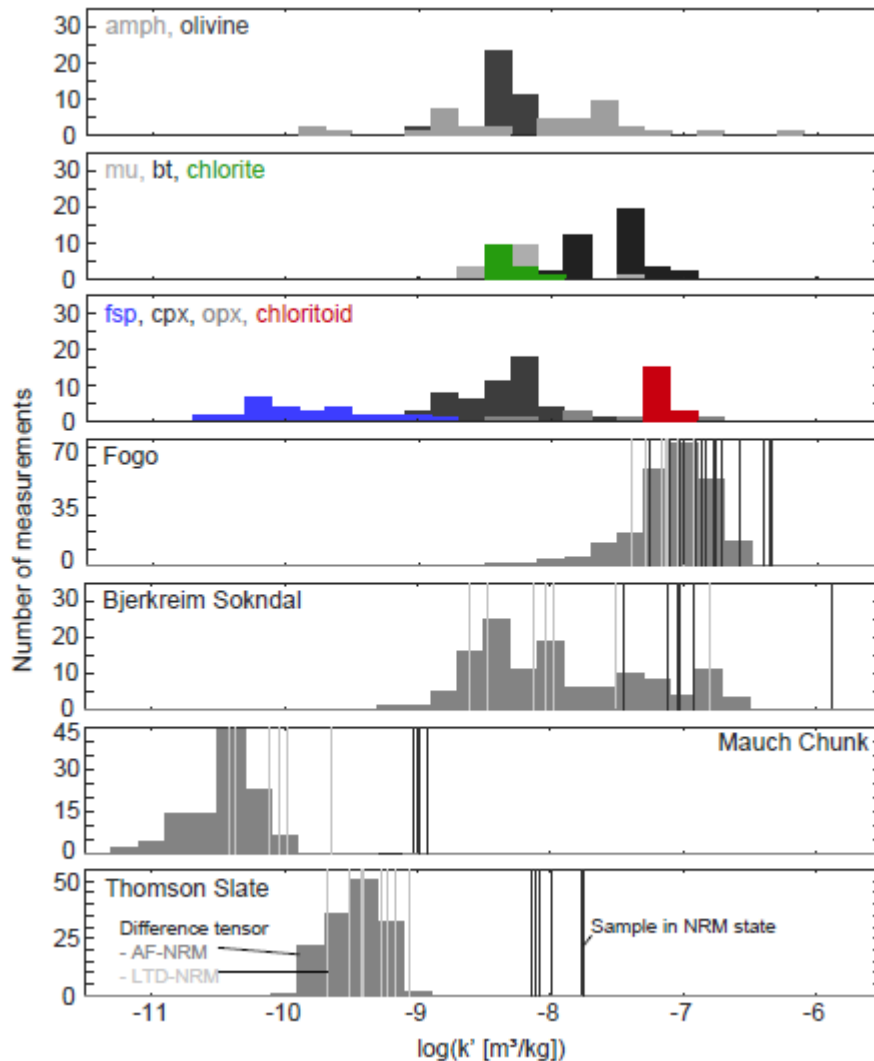 amph, olivine
35
30
20
10
0
mu, bt, chlorite
30
20
10
0
fsp, cpx, opx, chloritoid
30
20
10
0
Number of measurements
Fogo
70
35
0
Bjerkreim Sokndal
30
20
10
0
Mauch Chunk
45
30
15
0
Thomson Slate
Difference tensor
- AF-NRM
- LTD-NRM
Sample in NRM state
50
25
0
-11 -10 -9 -8 -7 -6
log(k' [m³/kg])